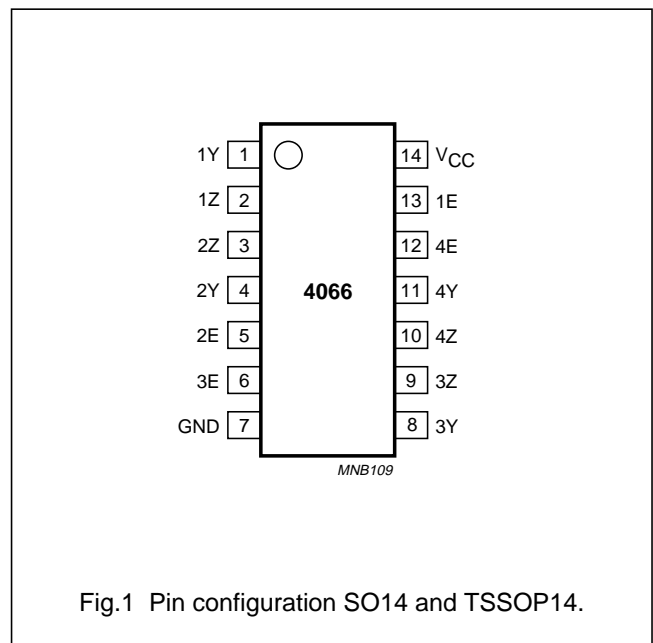 1Y 1 14 VCC
1Z 2 13 1E
2Z 3 12 4E
2Y 4 4066 11 4Y
2E 5 10 4Z
3E 6 9 3Z
GND 7 8 3Y
MNB109
Fig.1 Pin configuration SO14 and TSSOP14.